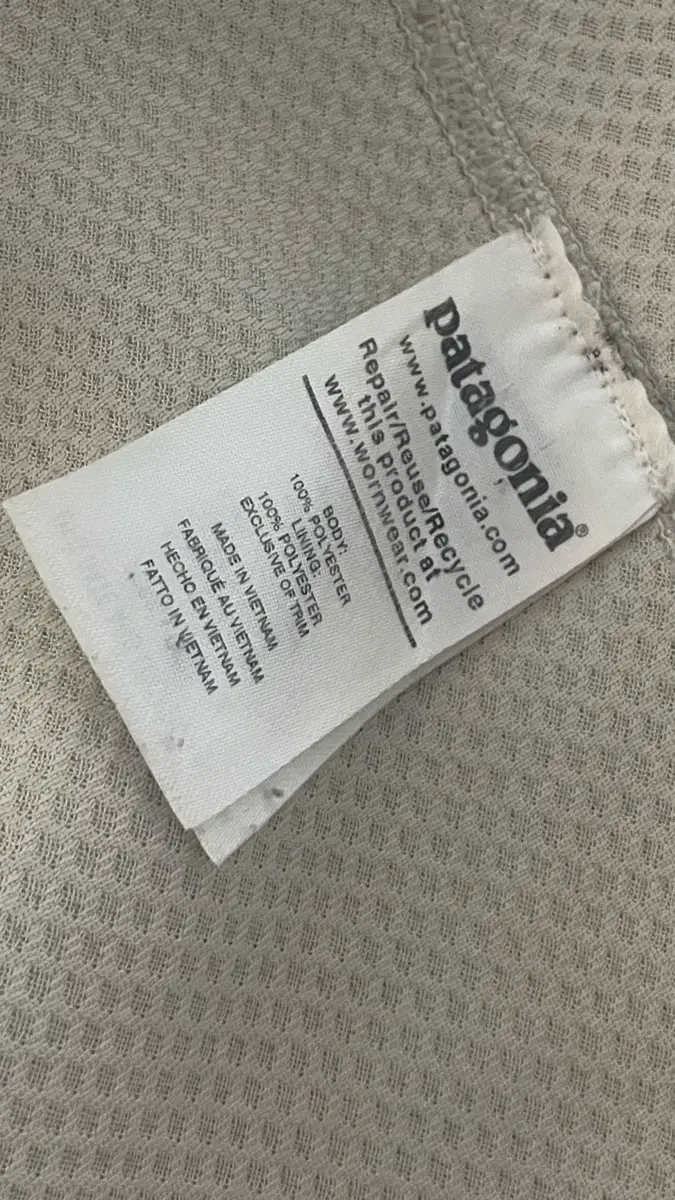 patagonia®
www.patagonia.com
Repair/Reuse/Recycle
this product at
www.wornwear.com
BODY:
100% POLYESTER
LINING:
100% POLYESTER
EXCLUSIVE OF TRIM
MADE IN VIETNAM
FABRIQUÉ AU VIETNAM
HECHO EN VIETNAM
FATTO IN VIETNAM